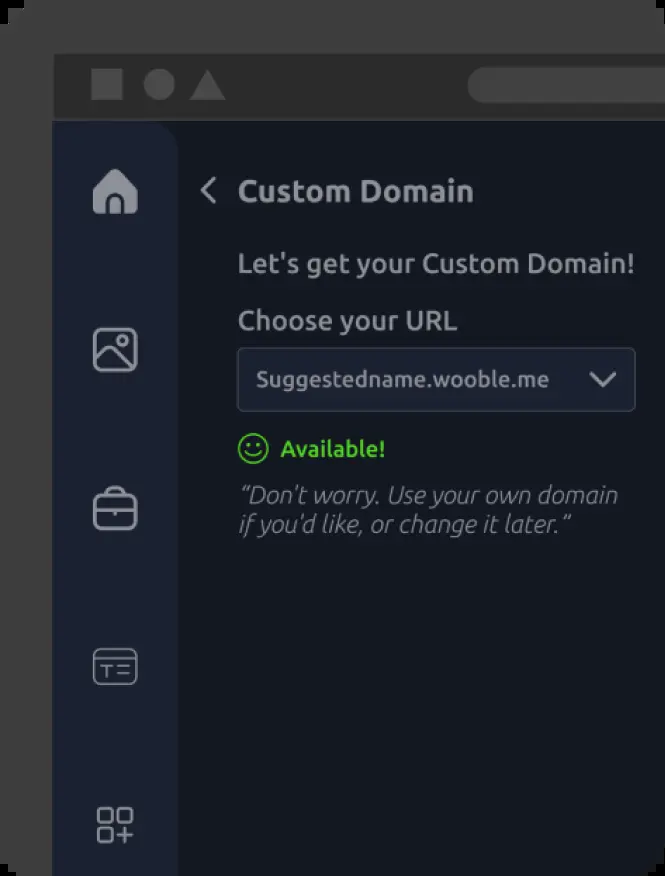 Custom Domain
Let's get your Custom Domain!
Choose your URL
Suggestedname.wooble.me
Available!
“Don't worry. Use your own domain
if you'd like, or change it later.”